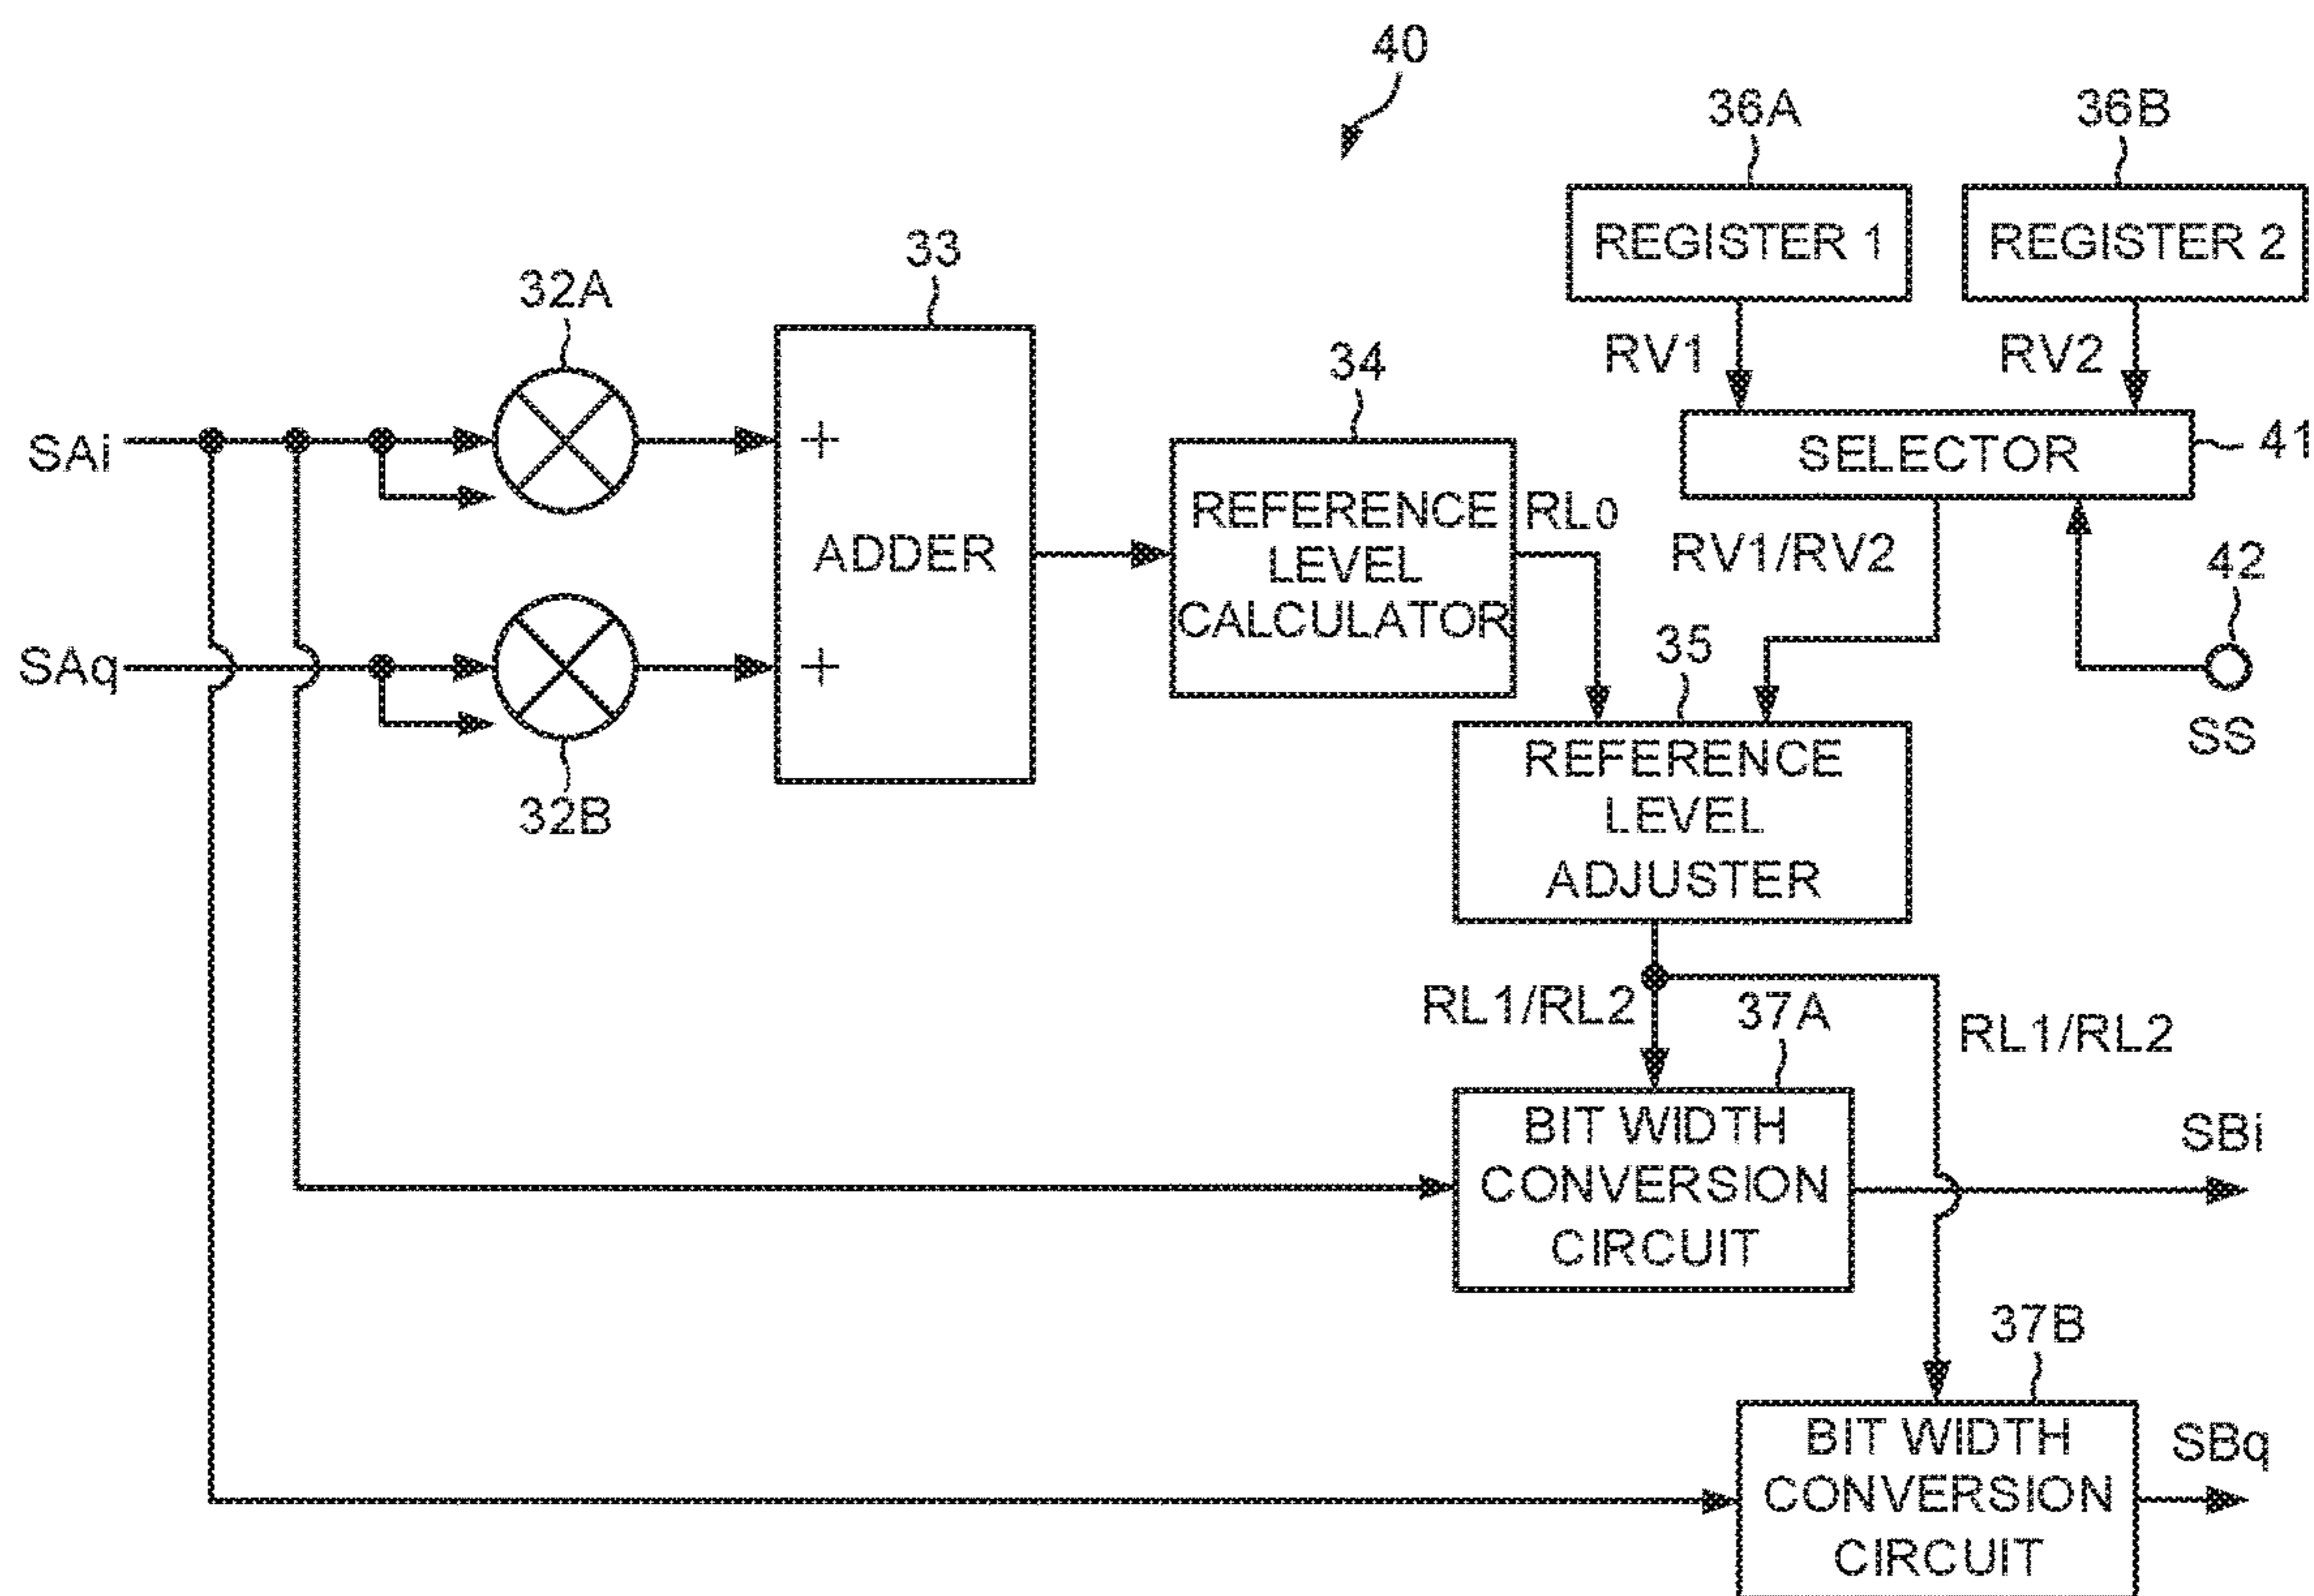 40
36A
36B
REGISTER 1
REGISTER 2
33
32A
RV1
RV2
34
SAi
+
SELECTOR
41
REFERENCE
LEVEL
CALCULATOR
RL0
ADDER
RV1/RV2
42
SAq
+
35
SS
32B
REFERENCE
LEVEL
ADJUSTER
RL1/RL2
37A
RL1/RL2
BIT WIDTH
CONVERSION
CIRCUIT
SBi
37B
BIT WIDTH
CONVERSION
CIRCUIT
SBq